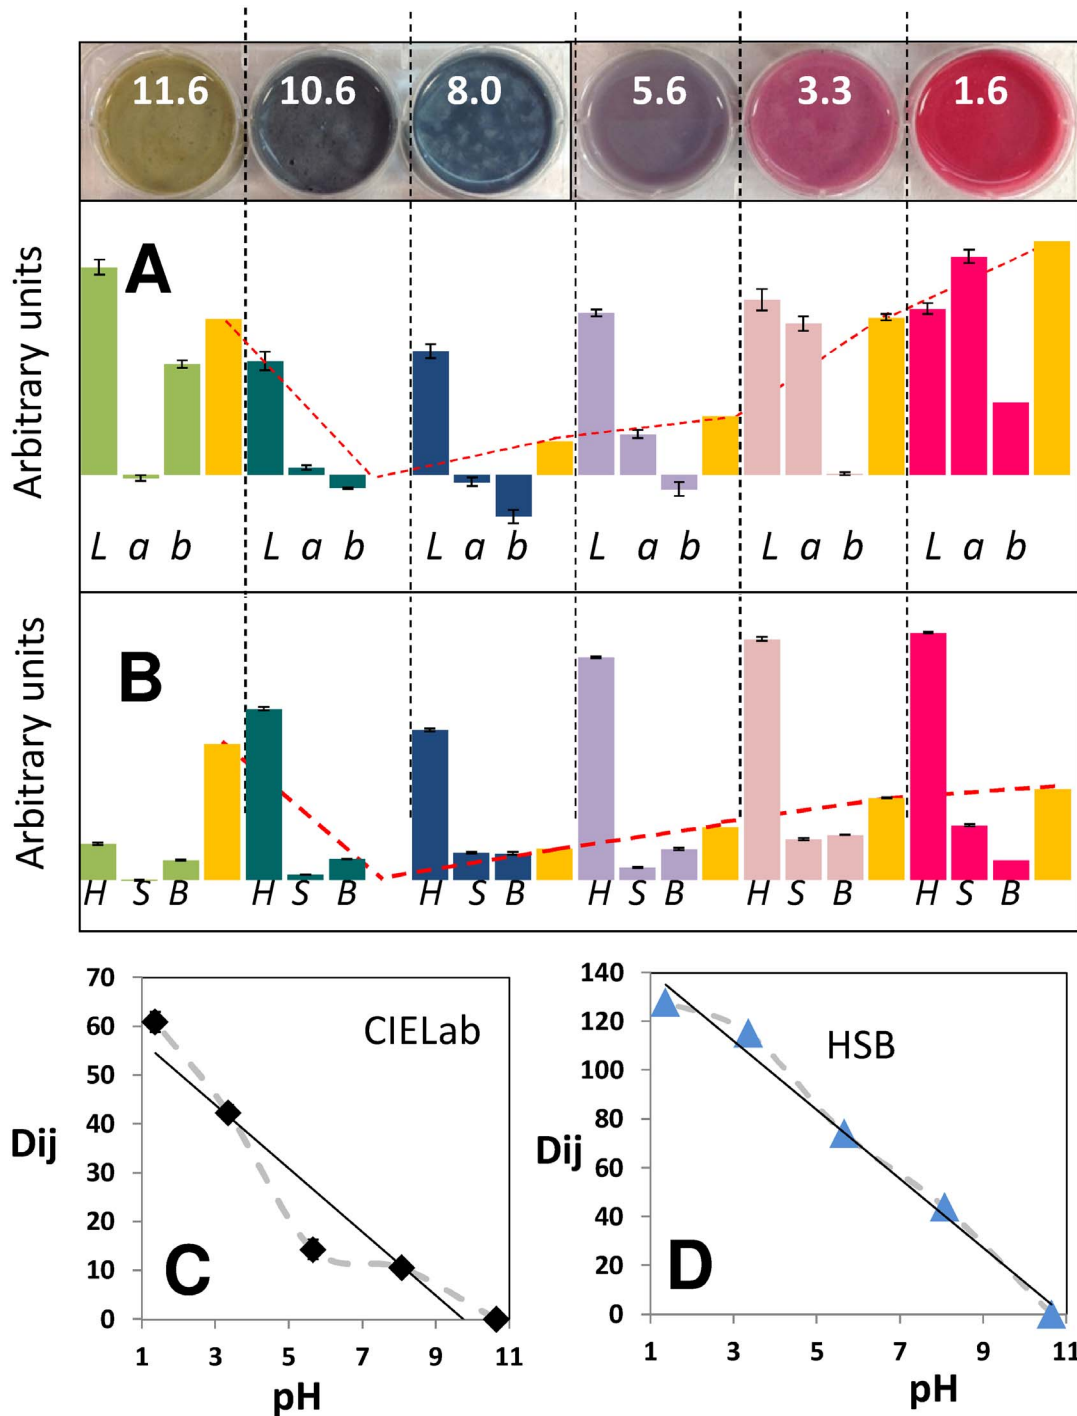 11.6 10.6 8.0 5.6 3.3 1.6
A
Arbitrary units
L a b L a b L a b L a b L a b L a b
B
Arbitrary units
H S B H S B H S B H S B H S B H S B
70
60
50
40
30
20
10
0
Dij
CIELab
C
1 3 5 7 9 11
pH
140
120
100
80
60
40
20
0
Dij
HSB
D
1 3 5 7 9 11
pH